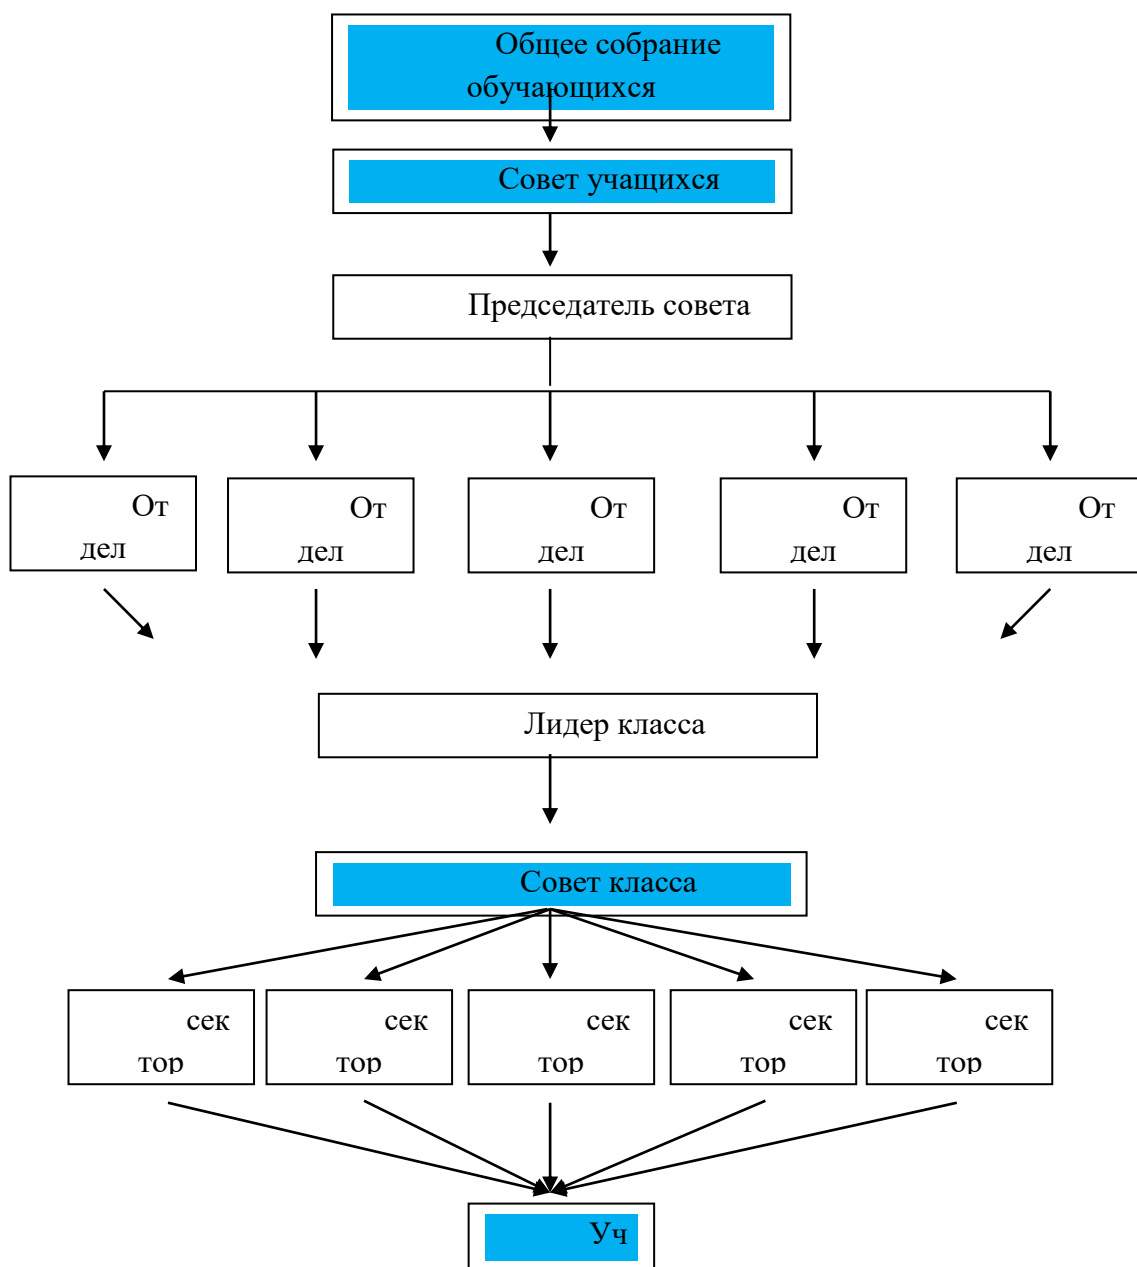 Общее собрание
обучающихся
Совет учащихся
Председатель совета
От
дел
От
дел
От
дел
От
дел
От
дел
Лидер класса
Совет класса
сек
тор
сек
тор
сек
тор
сек
тор
сек
тор
Уч